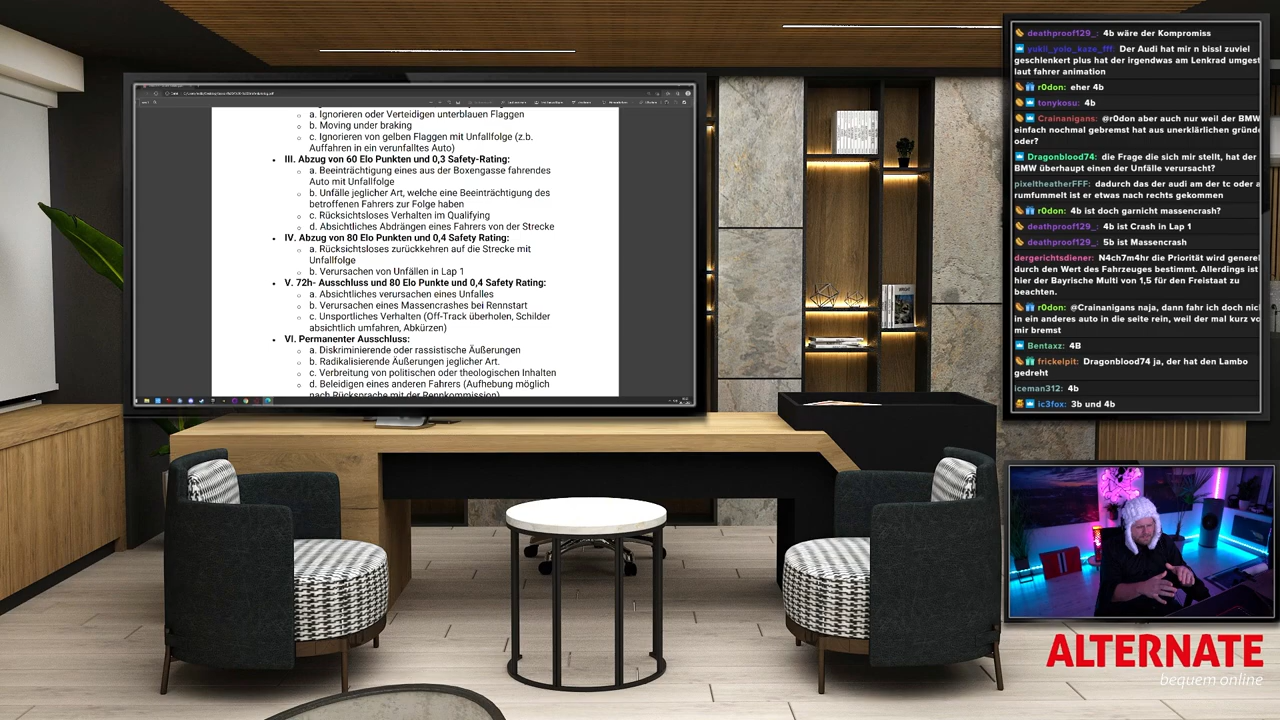 a. Ignorieren oder Verteidigen unterblauen Flaggen
b. Moving under braking
c. Ignorieren von gelben Flaggen mit Unfallfolge (z.b.
Auffahren in ein verunfaltes Auto)
III. Abzug von 60 Elo Punkten und 0,3 Safety-Rating:
a. Beeinträchtigung eines aus der Boxengasse fahrendes
Auto mit Unfallfolge
b. Unfälle jeglicher Art, welche eine Beeinträchtigung des
betroffenen Fahrers zur Folge haben
c. Rücksichtsloses Verhalten im Qualifying
d. Absichtliches Abdrängen eines Fahrers von der Strecke
IV. Abzug von 80 Elo Punkten und 0,4 Safety Rating:
a. Rücksichtsloses zurückkehren auf die Strecke mit
Unfallfolge
b. Verursachen von Unfällen in Lap 1
V. 72h- Ausschluss und 80 Elo Punkte und 0,4 Safety Rating:
a. Absichtliches verursachen eines Unfalles
b. Verursachen eines Massencrashes bei Rennstart
c. Unsportliches Verhalten (Off-Track überholen, Schilder
absichtlich umfahren, Abkürzen)
VI. Permanenter Ausschluss:
a. Diskriminierende oder rassistische Äußerungen
b. Radikalisierende Äußerungen jeglicher Art.
c. Verbreitung von politischen oder theologischen Inhalten
d. Beleidigen eines anderen Fahrers (Aufhebung möglich
nach Rücksprache mit der Rennkommission)
deathproof129_: 4b wäre der Kompromiss
yukii_yolo_kaze_fff: Der Audi hat mir n bissl zuviel
geschlenkert plus hat der irgendwas am Lenkrad umgest
laut fahrer animation
r0don: eher 4b
tonykosu: 4b
Crainanigans: @r0don aber auch nur weil der BMW
einfach nochmal gebremst hat aus unerklärlichen gründe
oder?
Dragonblood74: die Frage die sich mir stellt, hat der
BMW überhaupt einen der Unfälle verursacht?
pixeltheatherFFF: dadurch das der audi am der tc oder a
rumfummelt is er etwas nach rechts gekommen
r0don: 4b ist doch garnicht massencrash?
deathproof129_: 4b ist Crash in Lap 1
deathproof129_: 5b ist Massencrash
dergerichtsdiener: N4ch7m4hr die Priorität wird genere
durch den Wert des Fahrzeuges bestimmt. Allerdings ist
hier der Bayrische Multi von 1,5 für den Freistaat zu
beachten.
r0don: @Crainanigans naja, dann fahr ich doch nic
in ein anderes auto in die seite rein, weil der mal kurz vo
mir bremst
Bentaxz: 4B
frickelpit: Dragonblood74 ja, der hat den Lambo
gedreht
iceman312: 4b
ic3fox: 3b und 4b
ALTERNATE
bequem online